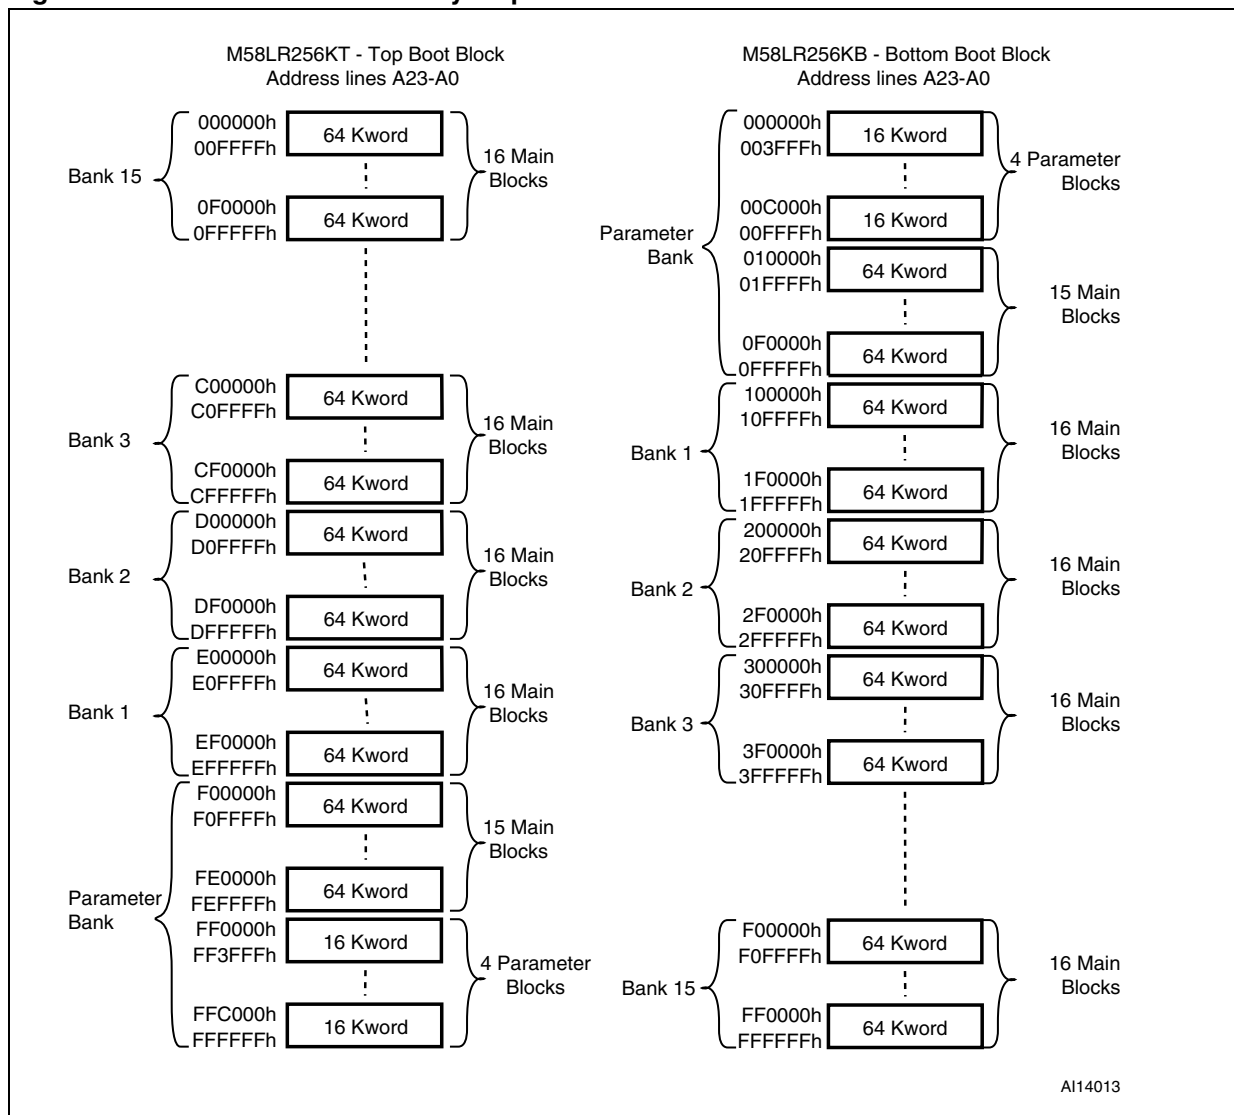 M58LR256KT - Top Boot Block
Address lines A23-A0
000000h
00FFFFh
64 Kword
Bank 15
16 Main
Blocks
0F0000h
0FFFFFh
64 Kword
C00000h
C0FFFFh
64 Kword
Bank 3
16 Main
Blocks
CF0000h
CFFFFFh
64 Kword
D00000h
D0FFFFh
64 Kword
Bank 2
16 Main
Blocks
DF0000h
DFFFFFh
64 Kword
E00000h
E0FFFFh
64 Kword
Bank 1
16 Main
Blocks
EF0000h
EFFFFFh
64 Kword
F00000h
F0FFFFh
64 Kword
15 Main
Blocks
FE0000h
FEFFFFh
64 Kword
Parameter
Bank
FF0000h
FF3FFFh
16 Kword
4 Parameter
Blocks
FFC000h
FFFFFFh
16 Kword
M58LR256KB - Bottom Boot Block
Address lines A23-A0
000000h
003FFFh
16 Kword
4 Parameter
Blocks
00C000h
00FFFFh
16 Kword
Parameter
Bank
010000h
01FFFFh
64 Kword
15 Main
Blocks
0F0000h
0FFFFFh
64 Kword
100000h
10FFFFh
64 Kword
Bank 1
16 Main
Blocks
1F0000h
1FFFFFh
64 Kword
200000h
20FFFFh
64 Kword
Bank 2
16 Main
Blocks
2F0000h
2FFFFFh
64 Kword
300000h
30FFFFh
64 Kword
Bank 3
16 Main
Blocks
3F0000h
3FFFFFh
64 Kword
F00000h
F0FFFFh
64 Kword
Bank 15
16 Main
Blocks
FF0000h
FFFFFFh
64 Kword
AI14013